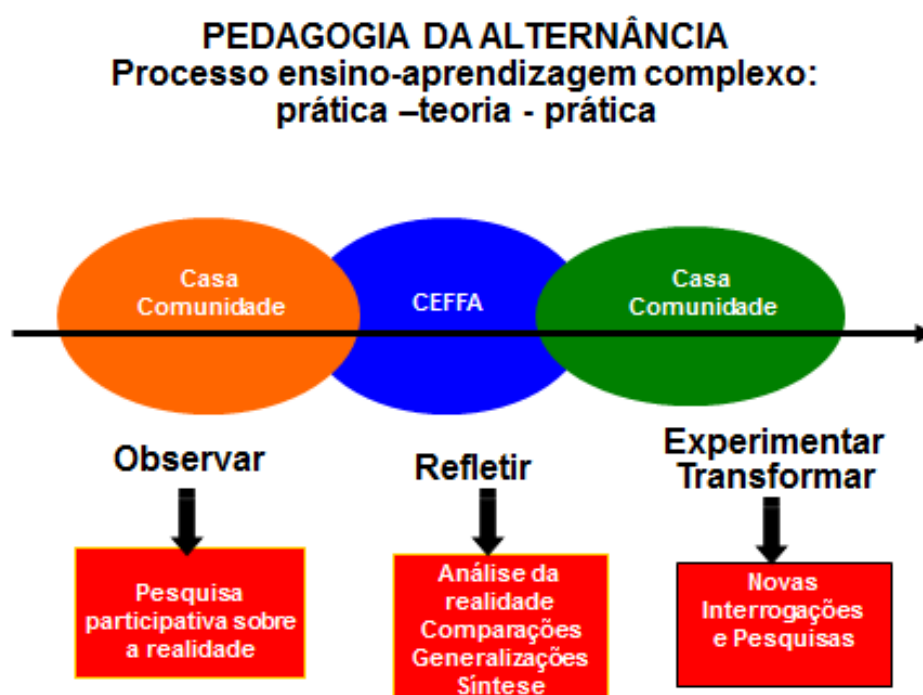 PEDAGOGIA DA ALTERNÂNCIA
Processo ensino-aprendizagem complexo:
prática –teoria - prática
Casa
Comunidade
CEFFA
Casa
Comunidade
Observar
Refletir
Experimentar
Transformar
Pesquisa
participativa sobre
a realidade
Análise da
realidade
Comparações
Generalizações
Síntese
Novas
Interrogações
e Pesquisas